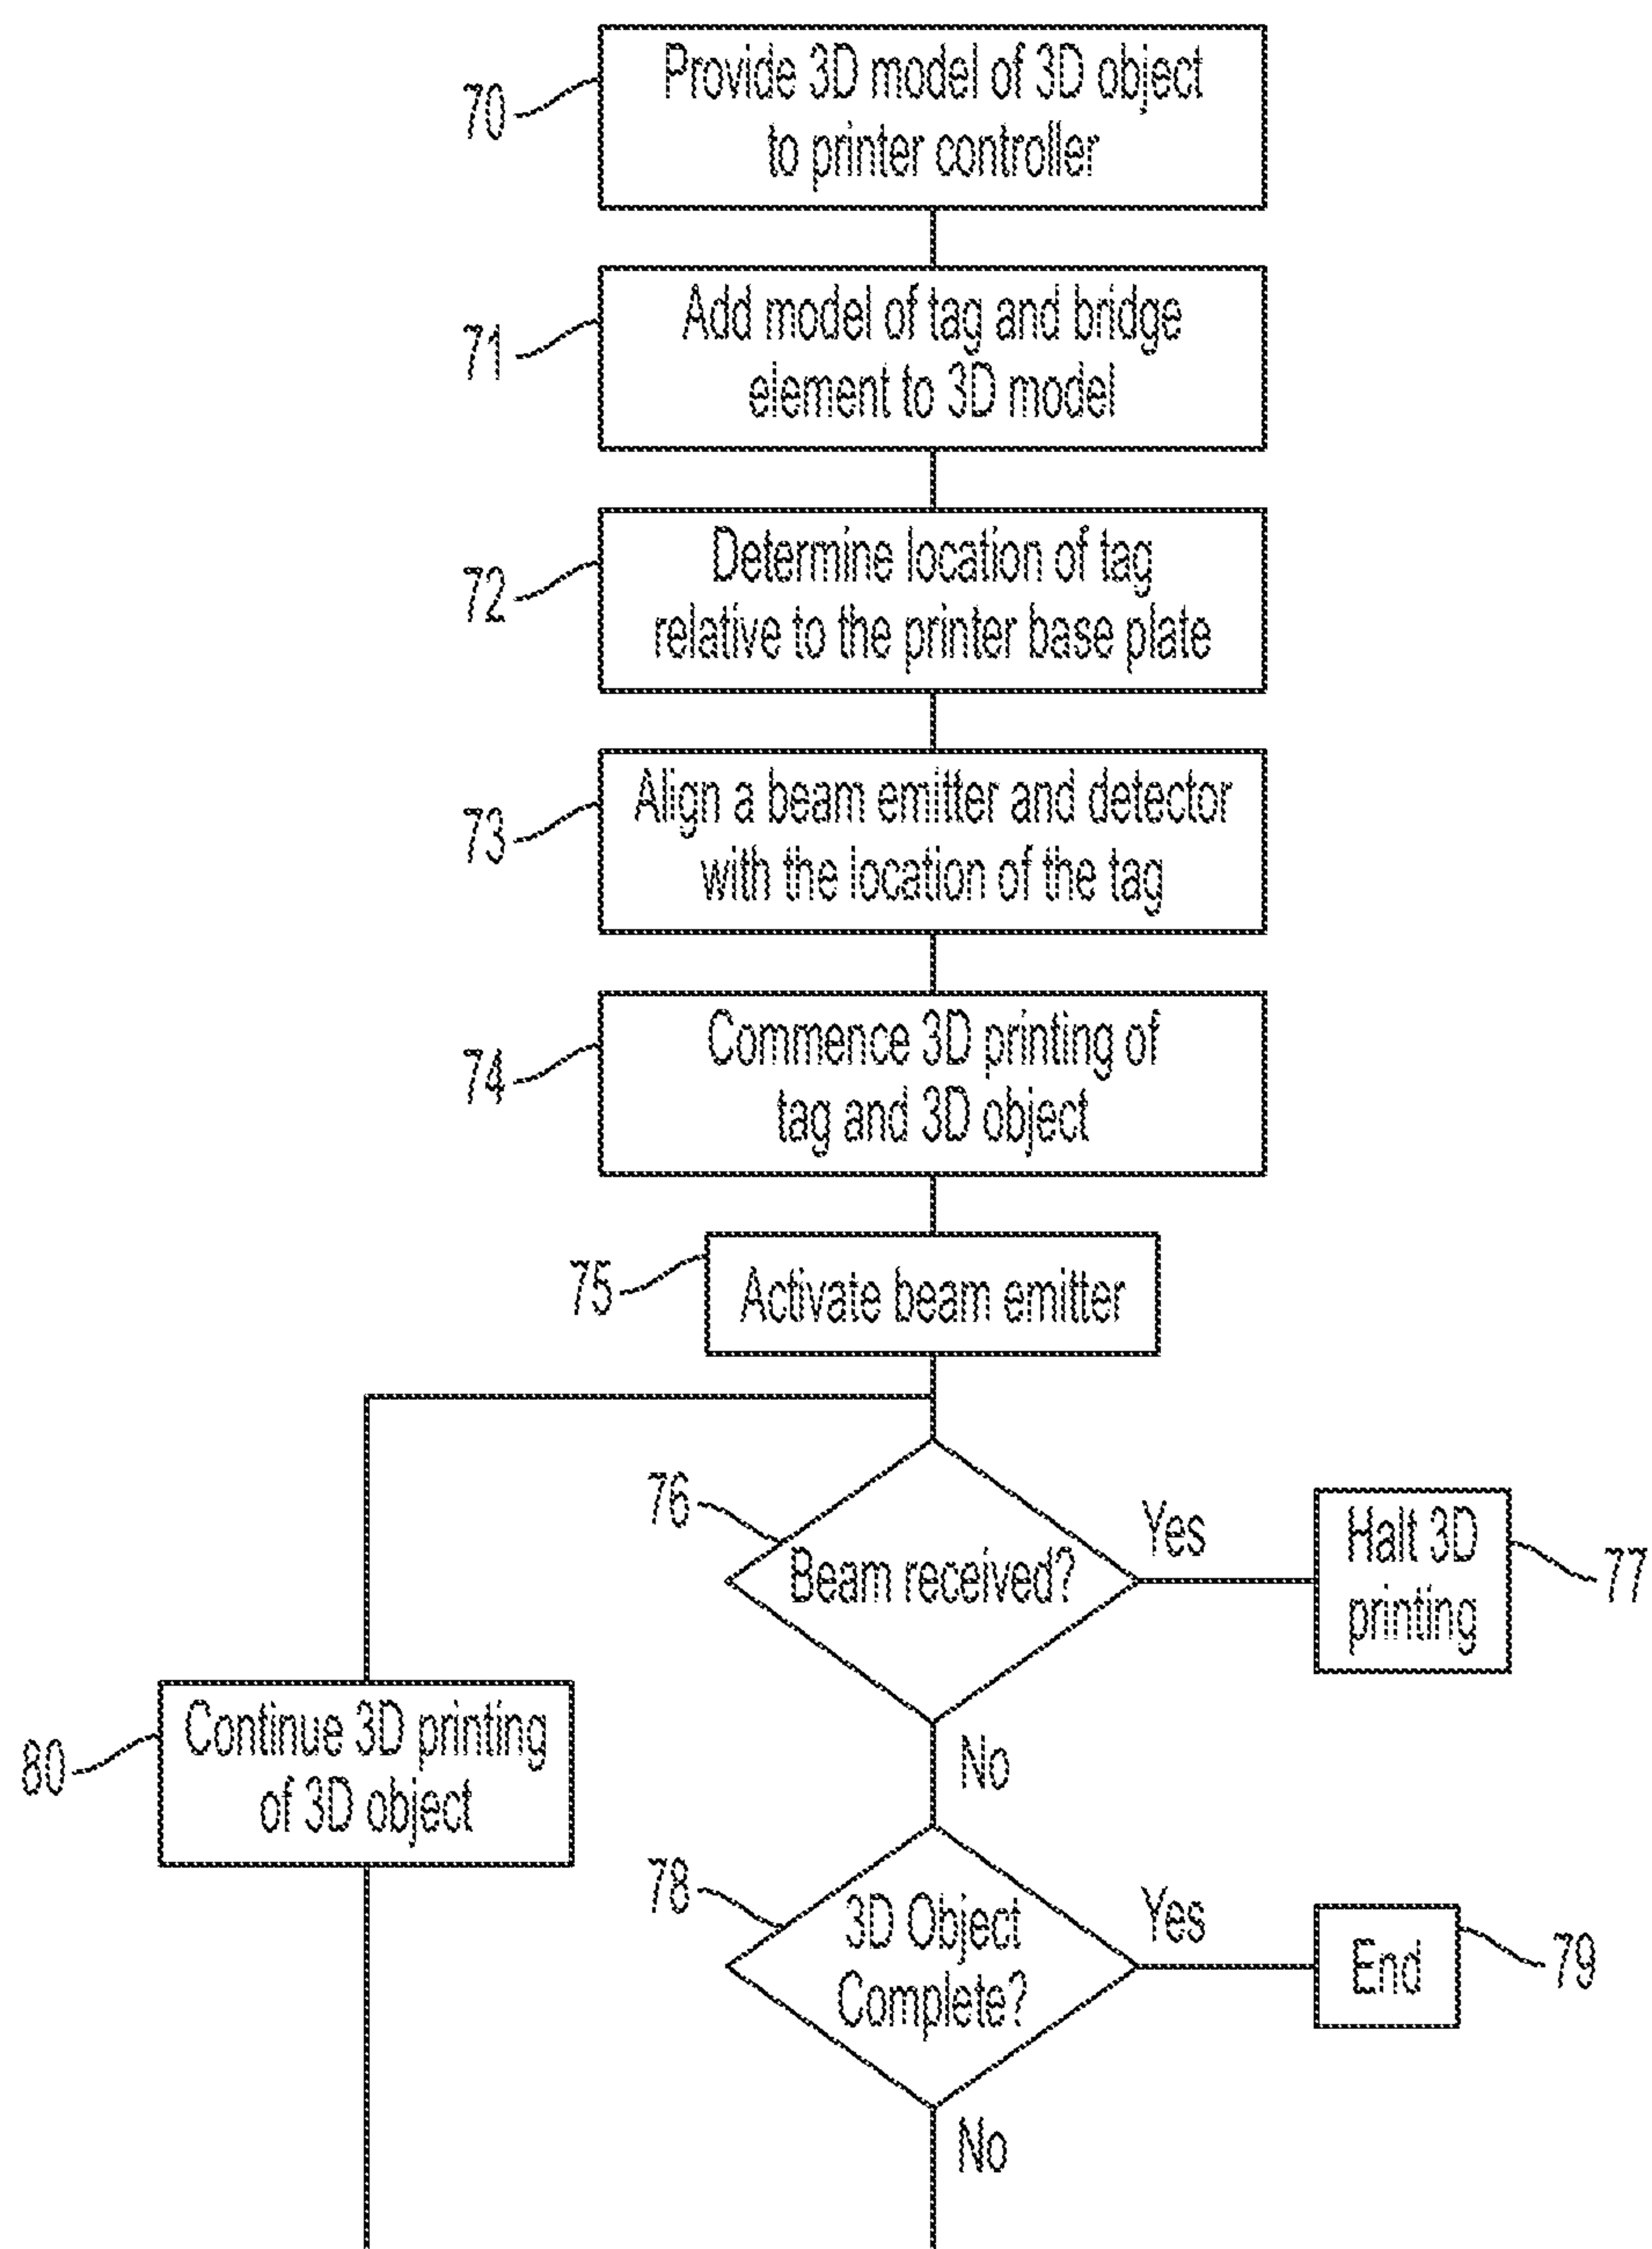 70
Provide 3D model of 3D object
to printer controller
71
Add model of tag and bridge
element to 3D model
72
Determine location of tag
relative to the printer base plate
73
Align a beam emitter and detector
with the location of the tag
74
Commence 3D printing of
tag and 3D object
75
Activate beam emitter
76
Beam received?
Yes
Halt 3D
printing
77
No
80
Continue 3D printing
of 3D object
78
3D Object
Complete?
Yes
End
79
No